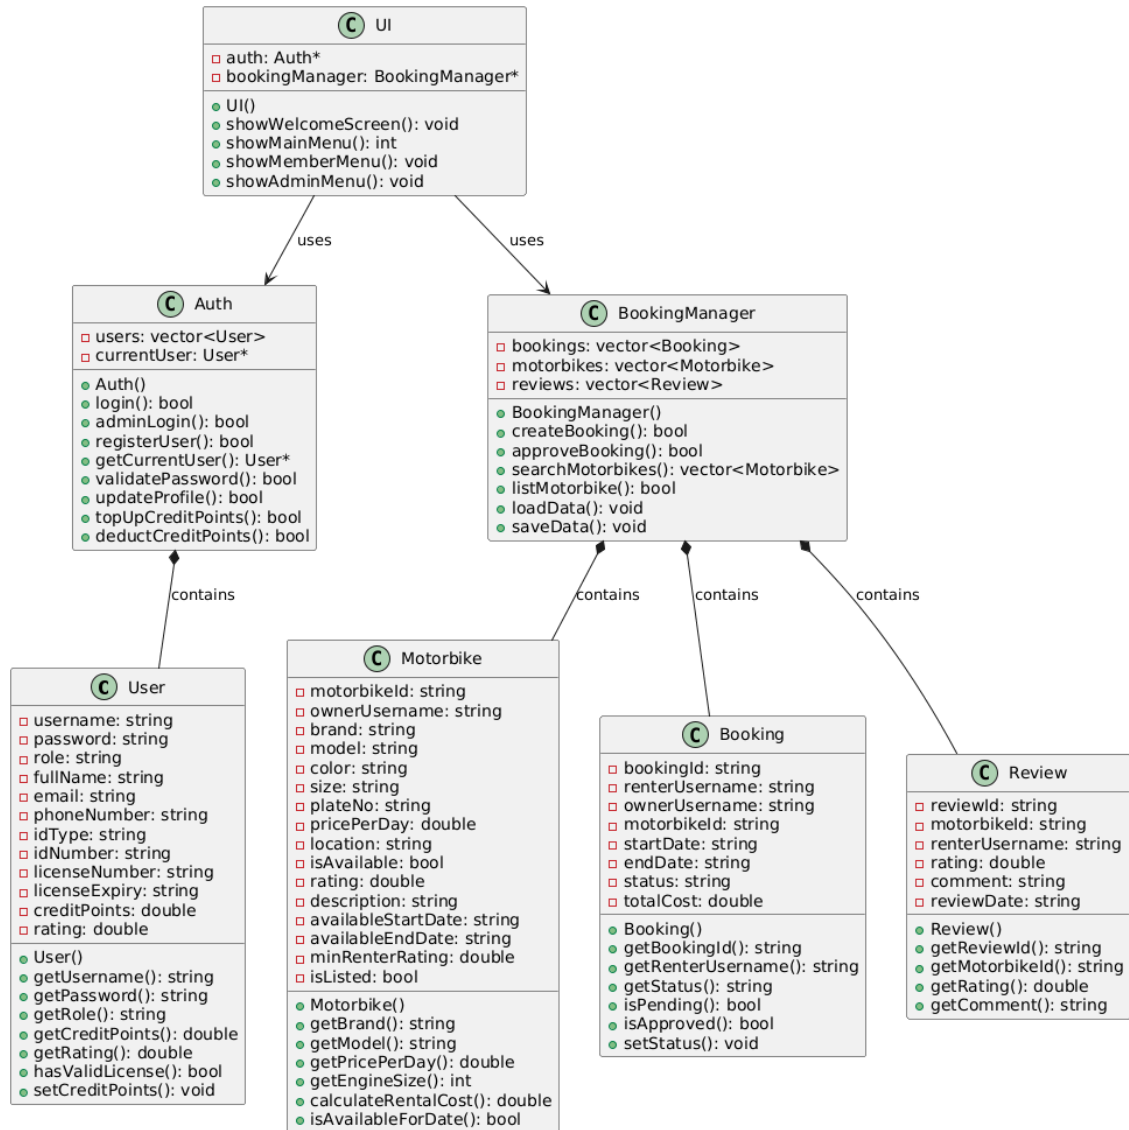 C UI
auth: Auth*
bookingManager: BookingManager*
UI()
showWelcomeScreen(): void
showMainMenu(): int
showMemberMenu(): void
showAdminMenu(): void
uses
uses
C Auth
users: vector<User>
currentUser: User*
Auth()
login(): bool
adminLogin(): bool
registerUser(): bool
getCurrentUser(): User*
validatePassword(): bool
updateProfile(): bool
topUpCreditPoints(): bool
deductCreditPoints(): bool
C BookingManager
bookings: vector<Booking>
motorbikes: vector<Motorbike>
reviews: vector<Review>
BookingManager()
createBooking(): bool
approveBooking(): bool
searchMotorbikes(): vector<Motorbike>
listMotorbike(): bool
loadData(): void
saveData(): void
contains
contains
contains
contains
C User
username: string
password: string
role: string
fullName: string
email: string
phoneNumber: string
idType: string
idNumber: string
licenseNumber: string
licenseExpiry: string
creditPoints: double
rating: double
User()
getUsername(): string
getPassword(): string
getRole(): string
getCreditPoints(): double
getRating(): double
hasValidLicense(): bool
setCreditPoints(): void
C Motorbike
motorbikeId: string
ownerUsername: string
brand: string
model: string
color: string
size: string
plateNo: string
pricePerDay: double
location: string
isAvailable: bool
rating: double
description: string
availableStartDate: string
availableEndDate: string
minRenterRating: double
isListed: bool
Motorbike()
getBrand(): string
getModel(): string
getPricePerDay(): double
getEngineSize(): int
calculateRentalCost(): double
isAvailableForDate(): bool
C Booking
bookingId: string
renterUsername: string
ownerUsername: string
motorbikeId: string
startDate: string
endDate: string
status: string
totalCost: double
Booking()
getBookingId(): string
getRenterUsername(): string
getStatus(): string
isPending(): bool
isApproved(): bool
setStatus(): void
C Review
reviewId: string
motorbikeId: string
renterUsername: string
rating: double
comment: string
reviewDate: string
Review()
getReviewId(): string
getMotorbikeId(): string
getRating(): double
getComment(): string